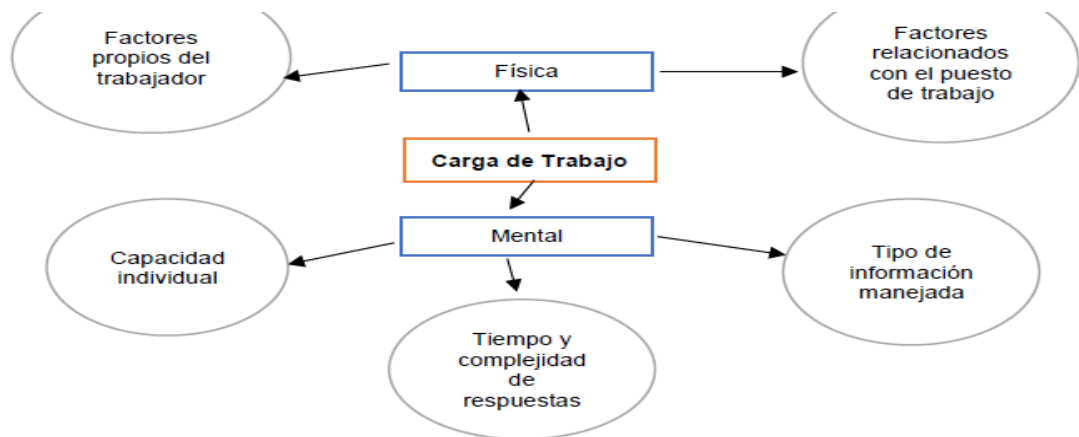 Factores
propios del
trabajador
Física
Factores
relacionados
con el puesto
de trabajo
Carga de Trabajo
Mental
Capacidad
individual
Tipo de
información
manejada
Tiempo y
complejidad
de
respuestas